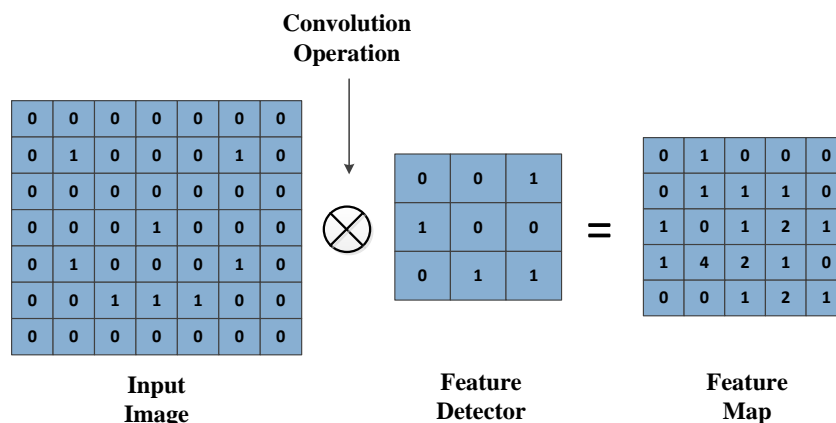 Convolution
Operation
0 0 0 0 0 0 0
0 1 0 0 0 1 0
0 0 0 0 0 0 0
0 0 0 1 0 0 0
0 1 0 0 0 1 0
0 0 1 1 1 0 0
0 0 0 0 0 0 0
0 0 1
1 0 0
0 1 1
=
0 1 0 0 0
0 1 1 1 0
1 0 1 2 1
1 4 2 1 0
0 0 1 2 1
Input
Image
Feature
Detector
Feature
Map